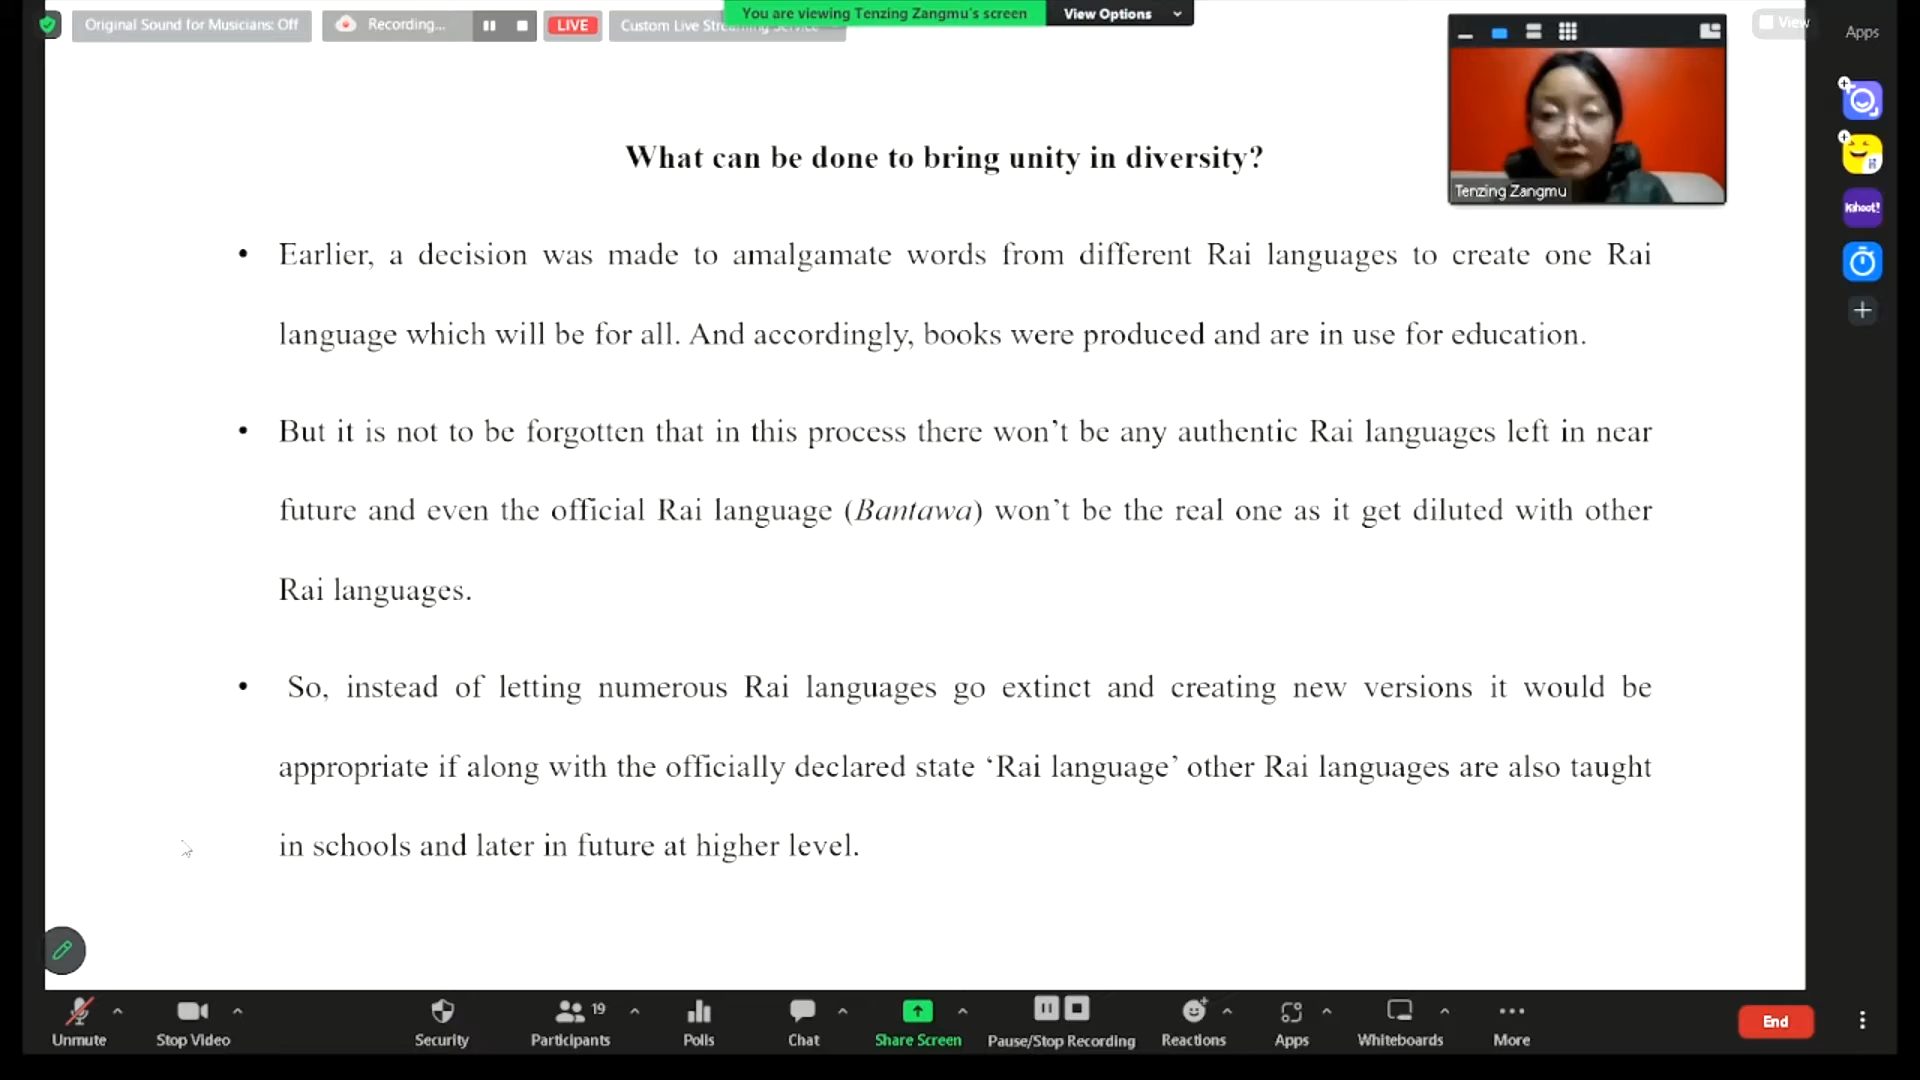 Original Sound for Musicians: Off
Recording...
LIVE
Custom Live Streaming Service
You are viewing Tenzing Zangmu's screen
View Options
View
Apps
Tenzing Zangmu
Kahoot!
What can be done to bring unity in diversity?
• Earlier, a decision was made to amalgamate words from different Rai languages to create one Rai
language which will be for all. And accordingly, books were produced and are in use for education.
• But it is not to be forgotten that in this process there won’t be any authentic Rai languages left in near
future and even the official Rai language (Bantawa) won’t be the real one as it get diluted with other
Rai languages.
• So, instead of letting numerous Rai languages go extinct and creating new versions it would be
appropriate if along with the officially declared state ‘Rai language’ other Rai languages are also taught
in schools and later in future at higher level.
19
Unmute
Stop Video
Security
Participants
Polls
Chat
Share Screen
Pause/Stop Recording
Reactions
Apps
Whiteboards
More
End